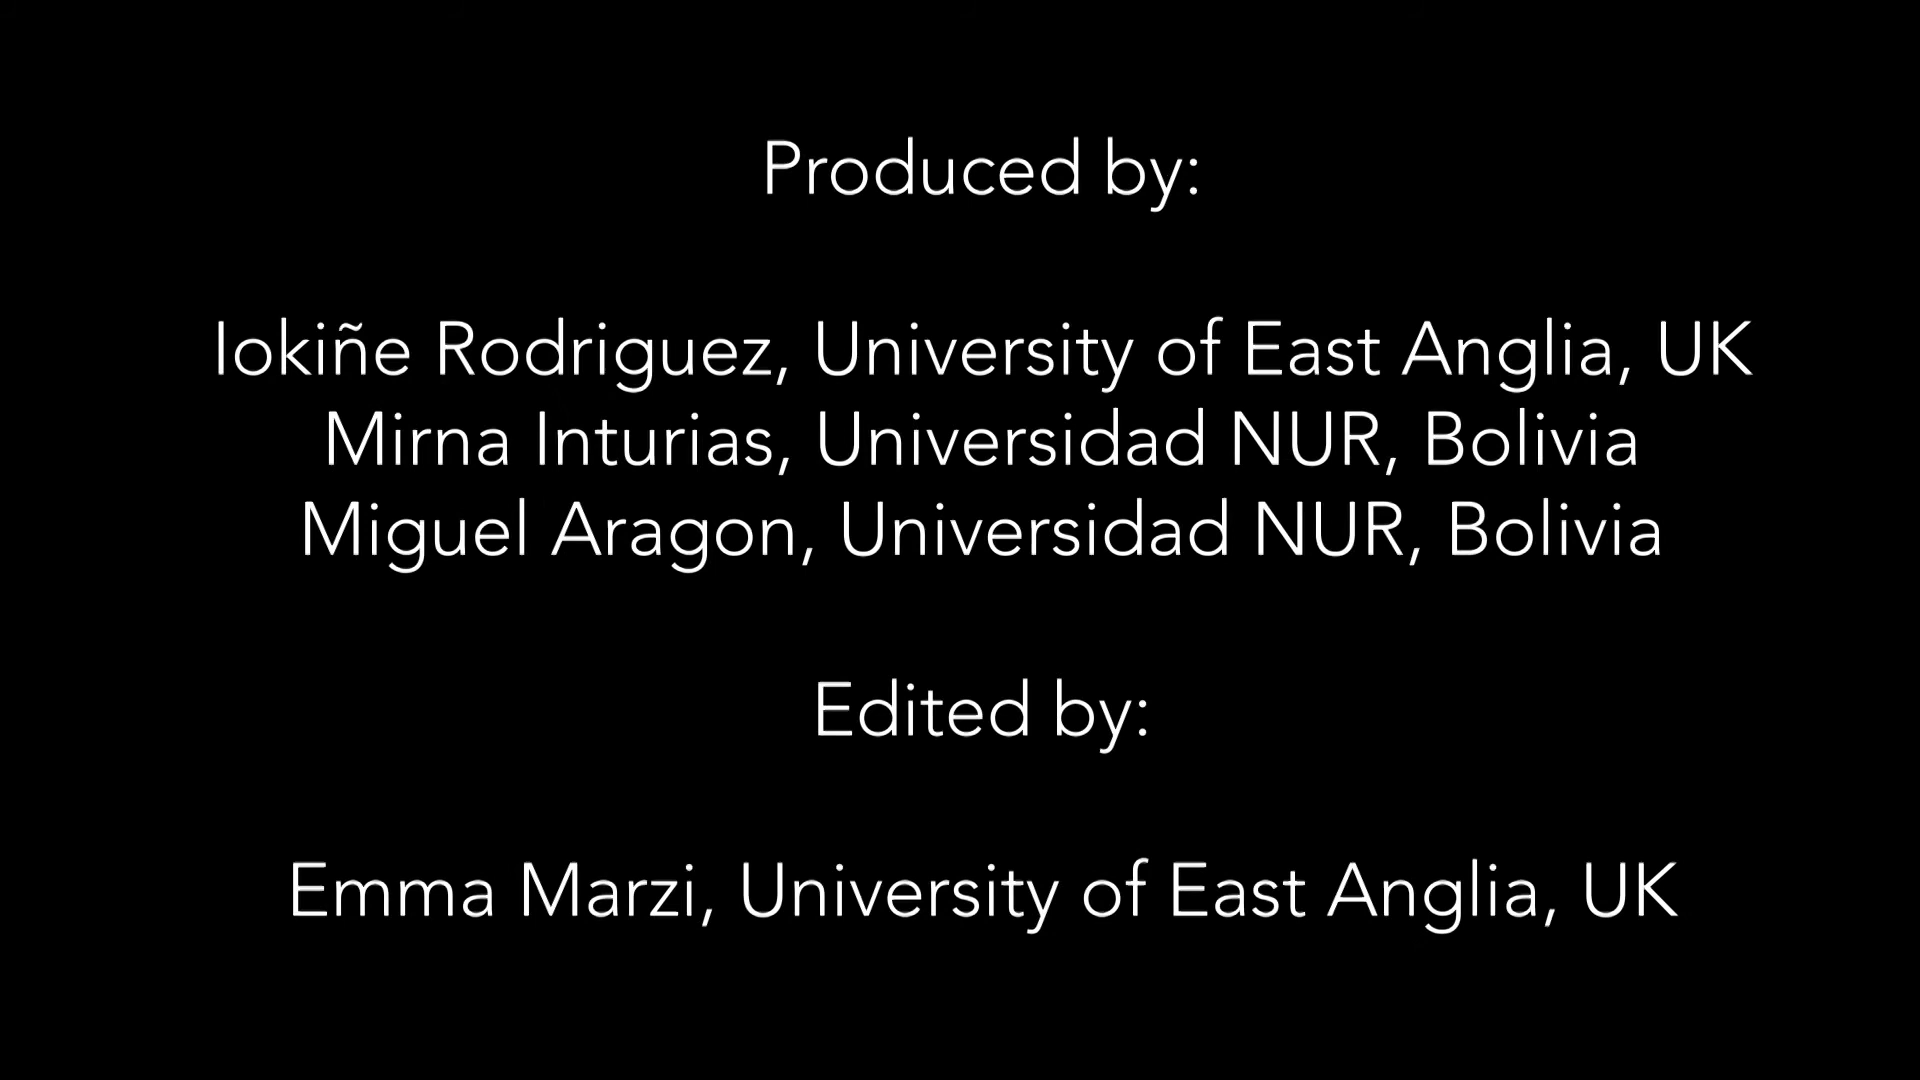 Produced by:
Iokiñe Rodriguez, University of East Anglia, UK
Mirna Inturias, Universidad NUR, Bolivia
Miguel Aragon, Universidad NUR, Bolivia
Edited by:
Emma Marzi, University of East Anglia, UK